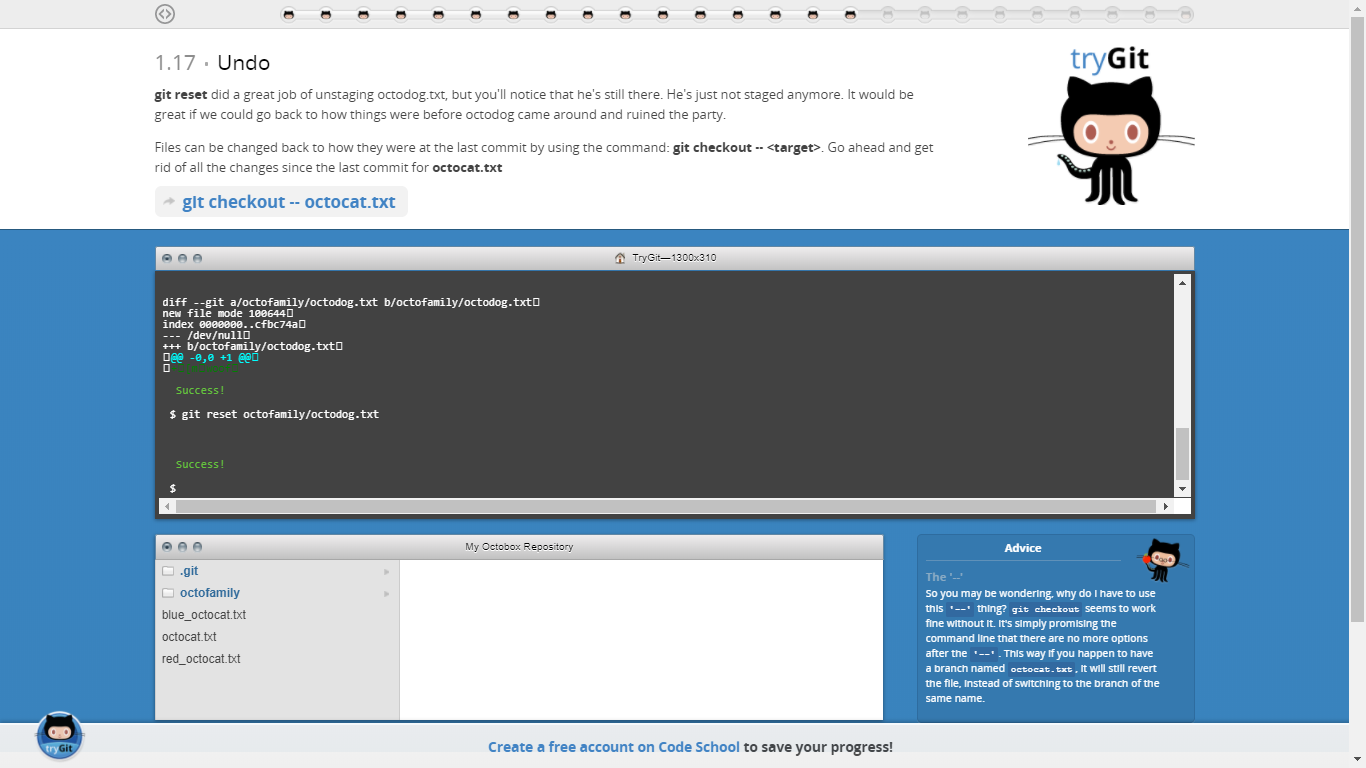 1.17 · Undo
tryGit
git reset did a great job of unstaging octodog.txt, but you'll notice that he's still there. He's just not staged anymore. It would be
great if we could go back to how things were before octodog came around and ruined the party.
Files can be changed back to how they were at the last commit by using the command: git checkout -- <target>. Go ahead and get
rid of all the changes since the last commit for octocat.txt
git checkout -- octocat.txt
TryGit—1300x310
diff --git a/octofamily/octodog.txt b/octofamily/octodog.txt
new file mode 100644
index 0000000..cfbc74a
--- /dev/null
+++ b/octofamily/octodog.txt
@@ -0,0 +1 @@
Success!
$ git reset octofamily/octodog.txt
Success!
$
My Octobox Repository
.git
octofamily
blue_octocat.txt
octocat.txt
red_octocat.txt
Advice
The '--'
So you may be wondering, why do I have to use
this '--' thing? git checkout seems to work
fine without it. It's simply promising the
command line that there are no more options
after the '--'. This way if you happen to have
a branch named octocat.txt, it will still revert
the file, instead of switching to the branch of the
same name.
tryGit
Create a free account on Code School to save your progress!